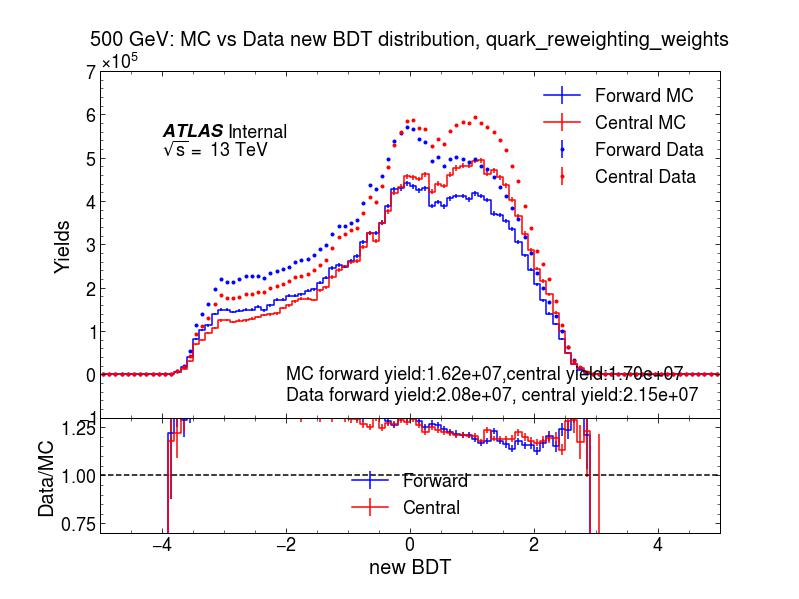 500 GeV: MC vs Data new BDT distribution, quark_reweighting_weights
×10⁵
7
6
5
4
3
2
1
0
1
Yields
ATLAS Internal
√s = 13 TeV
Forward MC
Central MC
Forward Data
Central Data
MC forward yield:1.62e+07,central yield:1.70e+07
Data forward yield:2.08e+07, central yield:2.15e+07
1.25
1.00
0.75
Data/MC
Forward
Central
−4 −2 0 2 4
new BDT